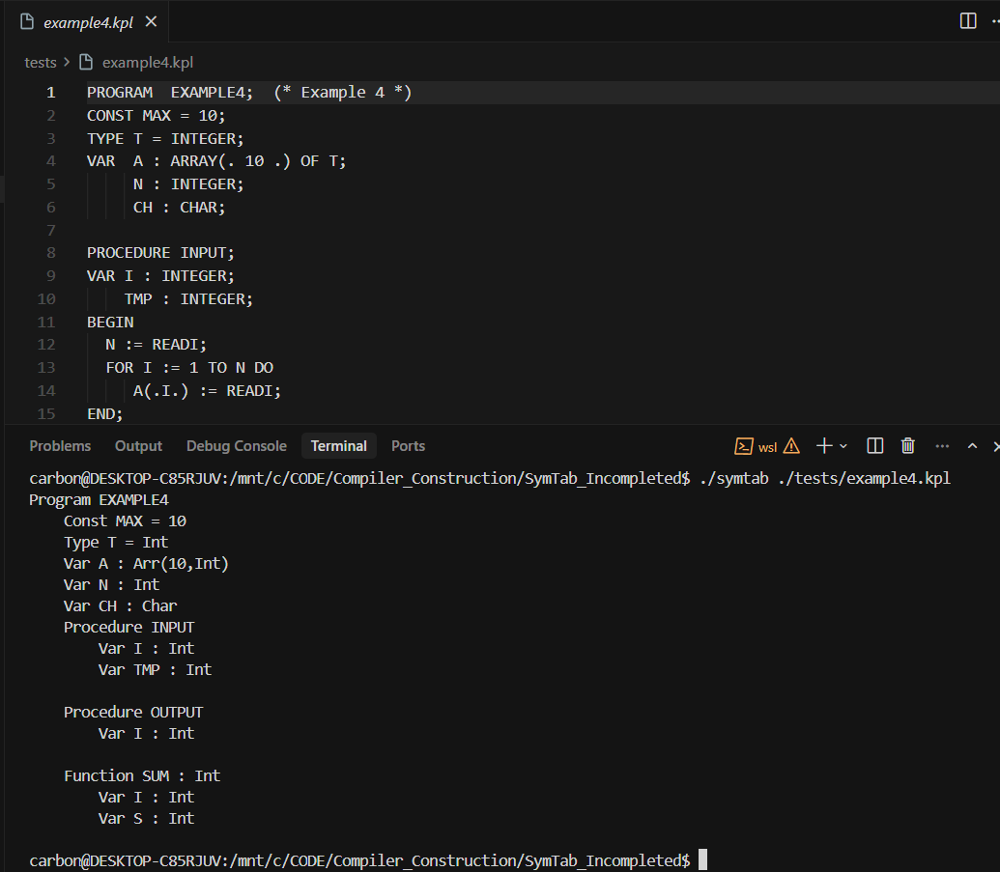 example4.kpl
tests > example4.kpl
1 PROGRAM  EXAMPLE4;  (* Example 4 *)
2 CONST MAX = 10;
3 TYPE T = INTEGER;
4 VAR  A : ARRAY(. 10 .) OF T;
5      N : INTEGER;
6      CH : CHAR;
7
8 PROCEDURE INPUT;
9 VAR I : INTEGER;
10     TMP : INTEGER;
11 BEGIN
12   N := READI;
13   FOR I := 1 TO N DO
14      A(.I.) := READI;
15 END;
Problems Output Debug Console Terminal Ports wsl
carbon@DESKTOP-C85RJUV:/mnt/c/CODE/Compiler_Construction/SymTab_Incompleted$ ./symtab ./tests/example4.kpl
Program EXAMPLE4
    Const MAX = 10
    Type T = Int
    Var A : Arr(10,Int)
    Var N : Int
    Var CH : Char
    Procedure INPUT
        Var I : Int
        Var TMP : Int

    Procedure OUTPUT
        Var I : Int

    Function SUM : Int
        Var I : Int
        Var S : Int

carbon@DESKTOP-C85RJUV:/mnt/c/CODE/Compiler_Construction/SymTab_Incompleted$